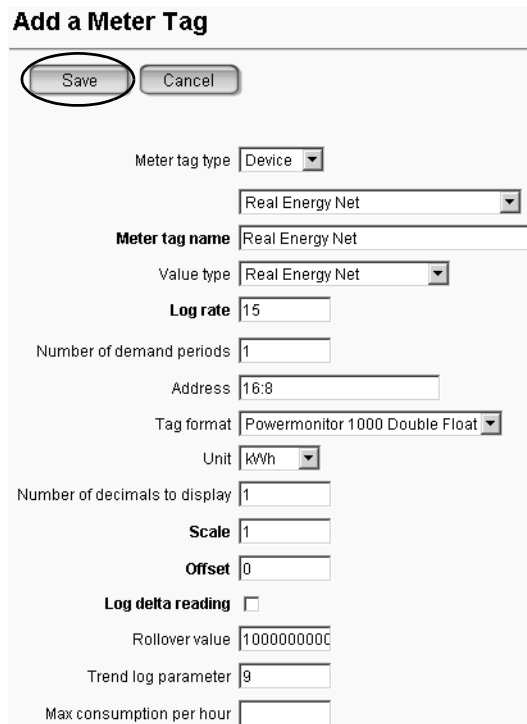 Add a Meter Tag
Save Cancel
Meter tag type Device
Real Energy Net
Meter tag name Real Energy Net
Value type Real Energy Net
Log rate 15
Number of demand periods 1
Address 16:8
Tag format Powermonitor 1000 Double Float
Unit kWh
Number of decimals to display 1
Scale 1
Offset 0
Log delta reading
Rollover value 1000000000
Trend log parameter 9
Max consumption per hour